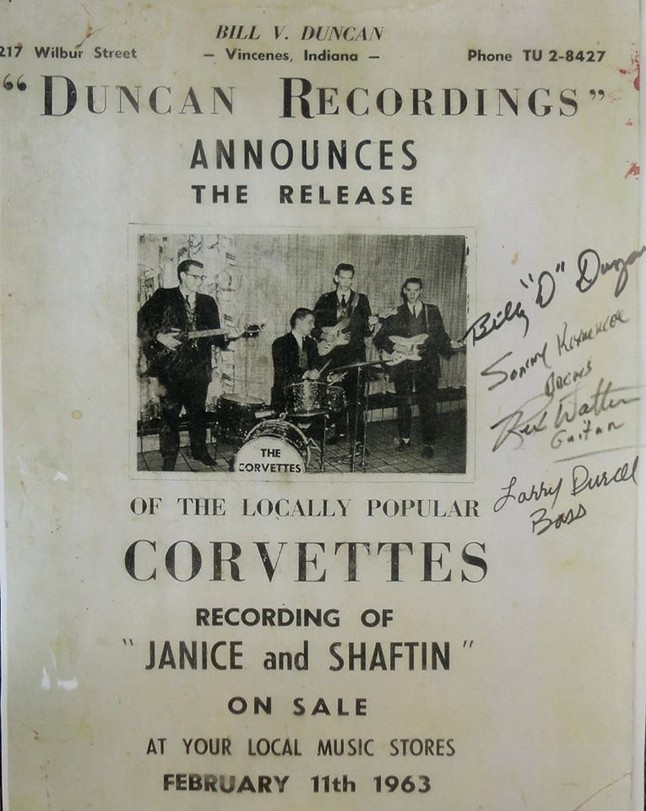 BILL V. DUNCAN
217 Wilbur Street — Vincenes, Indiana — Phone TU 2-8427
“DUNCAN RECORDINGS”
ANNOUNCES
THE RELEASE
Billy "D" Duncan
Sonny
Drums
Rex
Guitar
Larry Durell
Bass
THE
CORVETTES
OF THE LOCALLY POPULAR
CORVETTES
RECORDING OF
"JANICE and SHAFTIN"
ON SALE
AT YOUR LOCAL MUSIC STORES
FEBRUARY 11th 1963